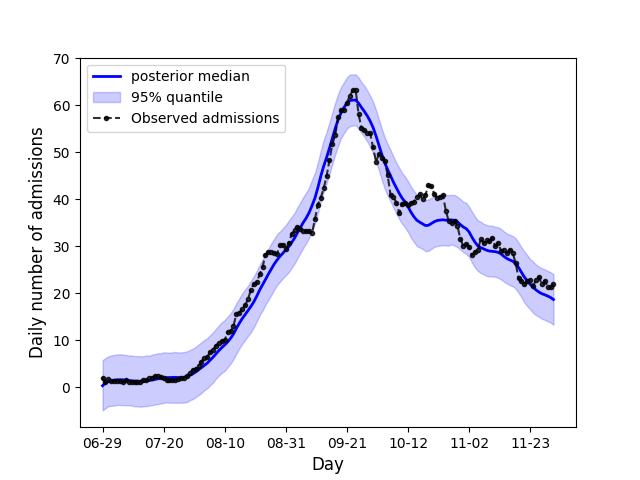 70
60
50
40
30
20
10
0
Daily number of admissions
posterior median
95% quantile
Observed admissions
06-29 07-20 08-10 08-31 09-21 10-12 11-02 11-23
Day